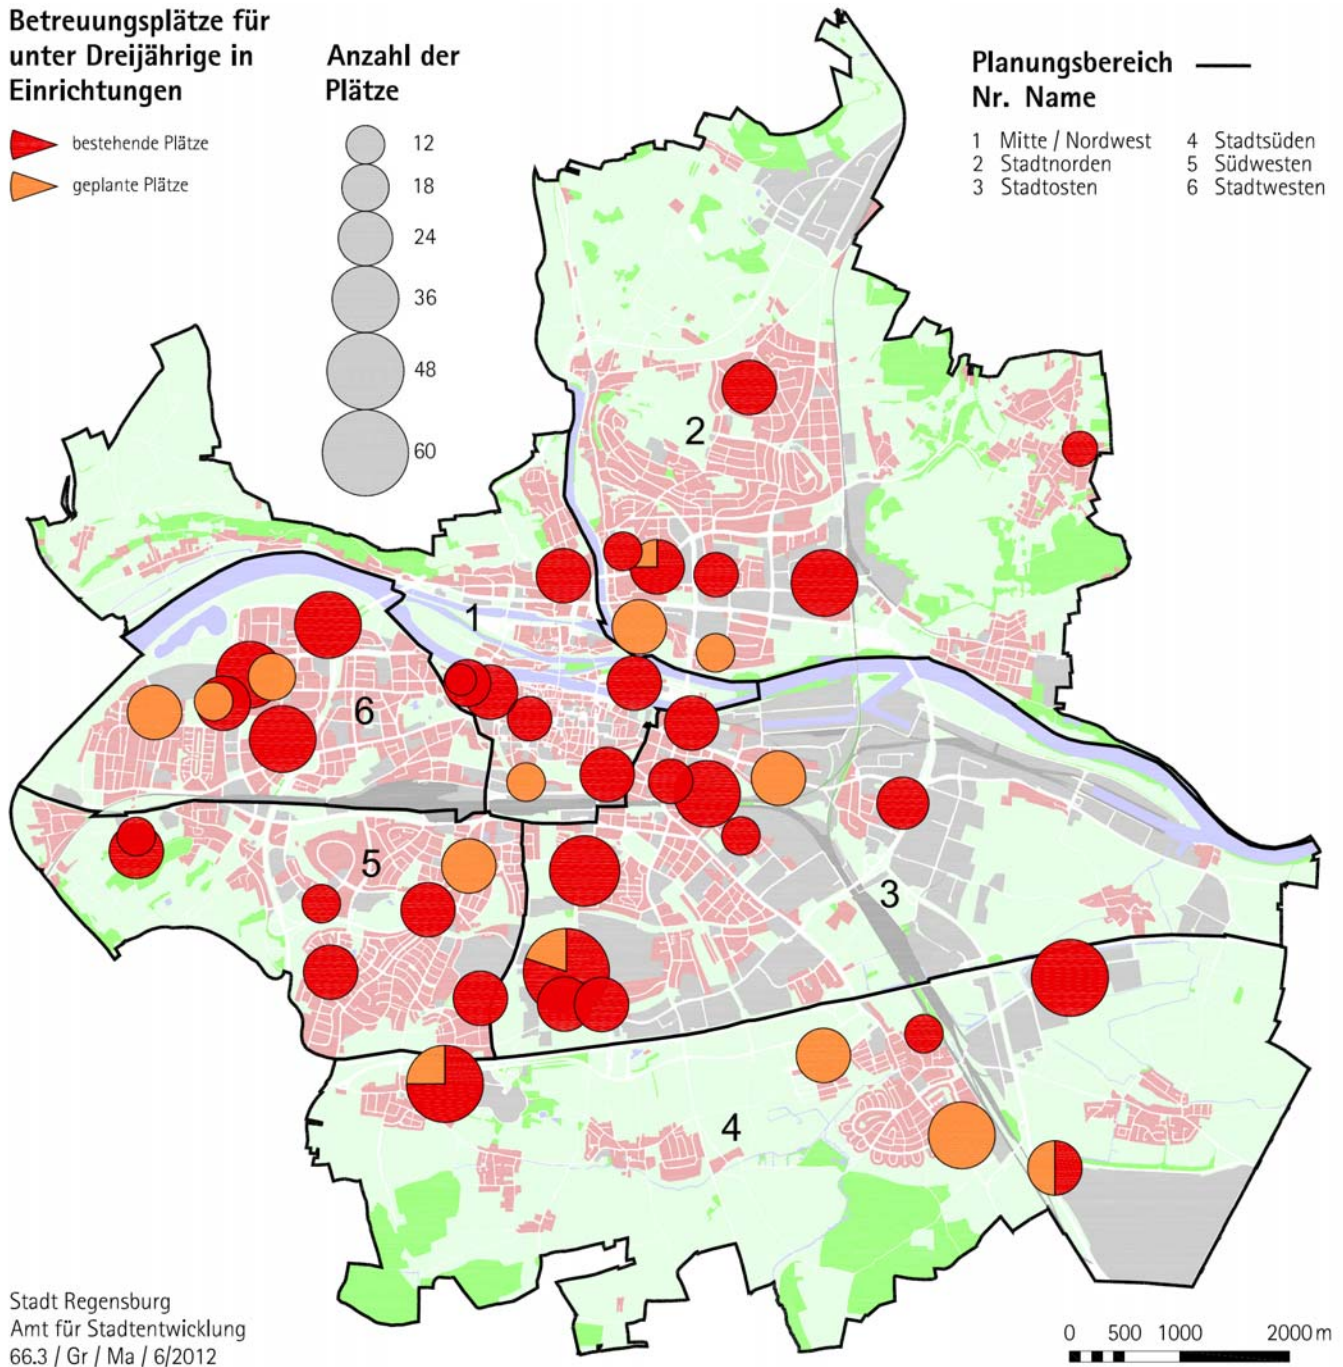 Betreuungsplätze für
unter Dreijährige in
Einrichtungen
bestehende Plätze
geplante Plätze
Anzahl der
Plätze
12
18
24
36
48
60
Planungsbereich
Nr. Name
1 Mitte / Nordwest
2 Stadtnorden
3 Stadtosten
4 Stadtsüden
5 Südwesten
6 Stadtwesten
2
1
6
5
3
4
Stadt Regensburg
Amt für Stadtentwicklung
66.3 / Gr / Ma / 6/2012
0 500 1000 2000 m